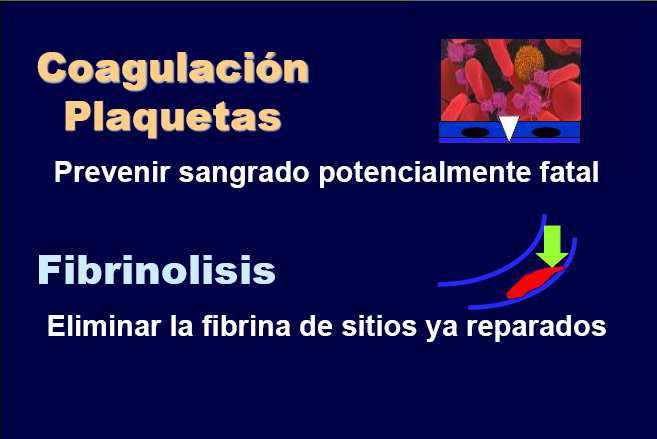 Coagulación
Plaquetas
Prevenir sangrado potencialmente fatal
Fibrinolisis
Eliminar la fibrina de sitios ya reparados